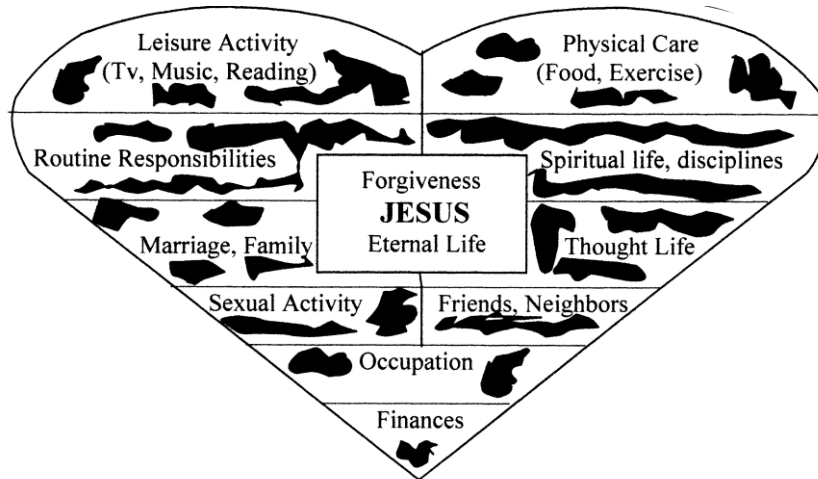 Leisure Activity
(Tv, Music, Reading)
Physical Care
(Food, Exercise)
Routine Responsibilities
Spiritual life, disciplines
Forgiveness
JESUS
Eternal Life
Marriage, Family
Thought Life
Sexual Activity
Friends, Neighbors
Occupation
Finances